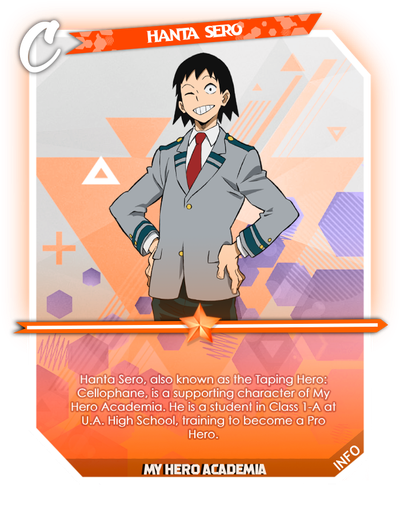 C
HANTA SERO
Hanta Sero, also known as the Taping Hero:
Cellophane, is a supporting character of My
Hero Academia. He is a student in Class 1-A at
U.A. High School, training to become a Pro
Hero.
INFO
MY HERO ACADEMIA